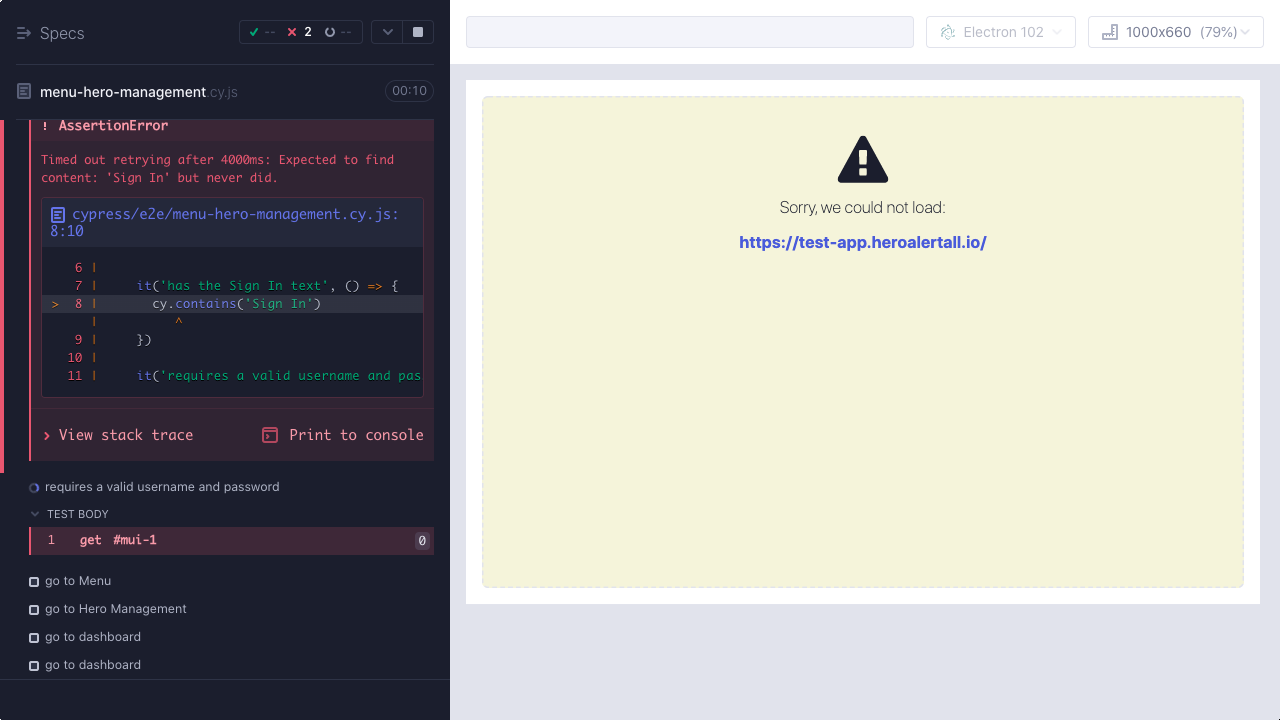 Specs
-- 2 --
menu-hero-management.cy.js 00:10
! AssertionError
Timed out retrying after 4000ms: Expected to find
content: 'Sign In' but never did.
cypress/e2e/menu-hero-management.cy.js:
8:10
6 |
7 | it('has the Sign In text', () => {
> 8 | cy.contains('Sign In')
| ^
9 | })
10 |
11 | it('requires a valid username and pas
View stack trace Print to console
requires a valid username and password
TEST BODY
1 get #mui-1 0
go to Menu
go to Hero Management
go to dashboard
go to dashboard
Electron 102 1000x660 (79%)
Sorry, we could not load:
https://test-app.heroalertall.io/